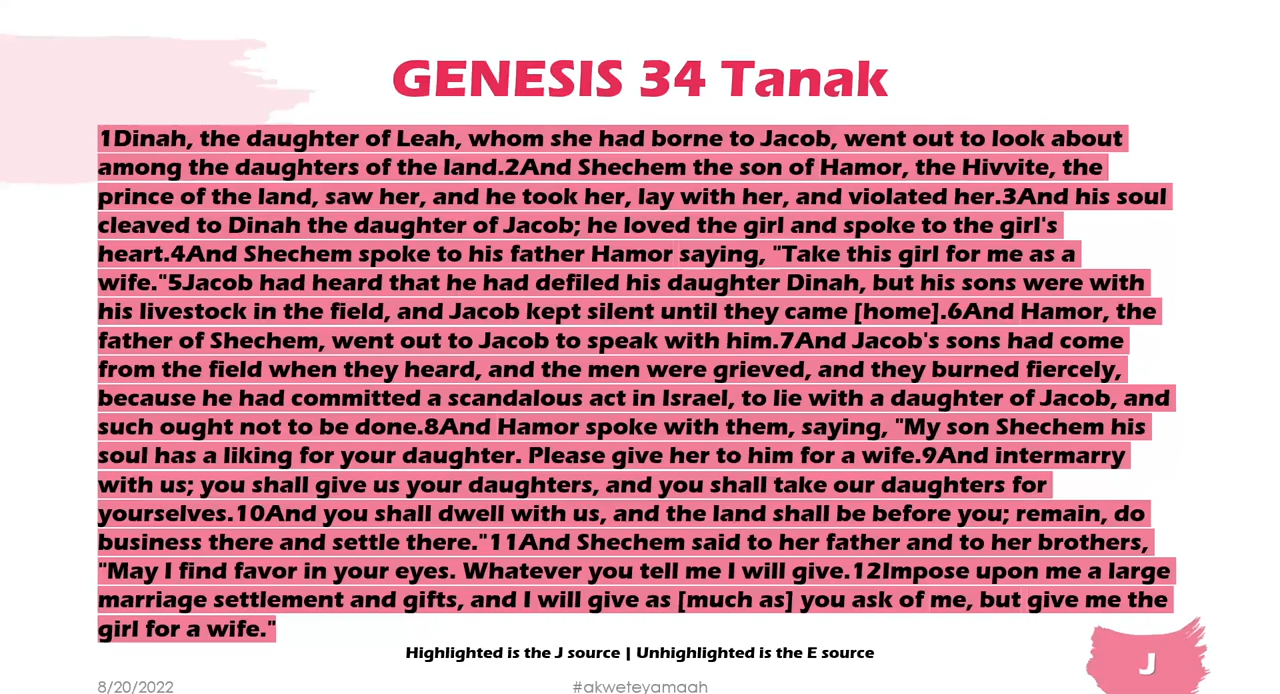 GENESIS 34 Tanak
1Dinah, the daughter of Leah, whom she had borne to Jacob, went out to look about
among the daughters of the land.2And Shechem the son of Hamor, the Hivvite, the
prince of the land, saw her, and he took her, lay with her, and violated her.3And his soul
cleaved to Dinah the daughter of Jacob; he loved the girl and spoke to the girl's
heart.4And Shechem spoke to his father Hamor saying, "Take this girl for me as a
wife."5Jacob had heard that he had defiled his daughter Dinah, but his sons were with
his livestock in the field, and Jacob kept silent until they came [home].6And Hamor, the
father of Shechem, went out to Jacob to speak with him.7And Jacob's sons had come
from the field when they heard, and the men were grieved, and they burned fiercely,
because he had committed a scandalous act in Israel, to lie with a daughter of Jacob, and
such ought not to be done.8And Hamor spoke with them, saying, "My son Shechem his
soul has a liking for your daughter. Please give her to him for a wife.9And intermarry
with us; you shall give us your daughters, and you shall take our daughters for
yourselves.10And you shall dwell with us, and the land shall be before you; remain, do
business there and settle there."11And Shechem said to her father and to her brothers,
"May I find favor in your eyes. Whatever you tell me I will give.12Impose upon me a large
marriage settlement and gifts, and I will give as [much as] you ask of me, but give me the
girl for a wife."
Highlighted is the J source | Unhighlighted is the E source
J
8/20/2022
#akweteyamaah